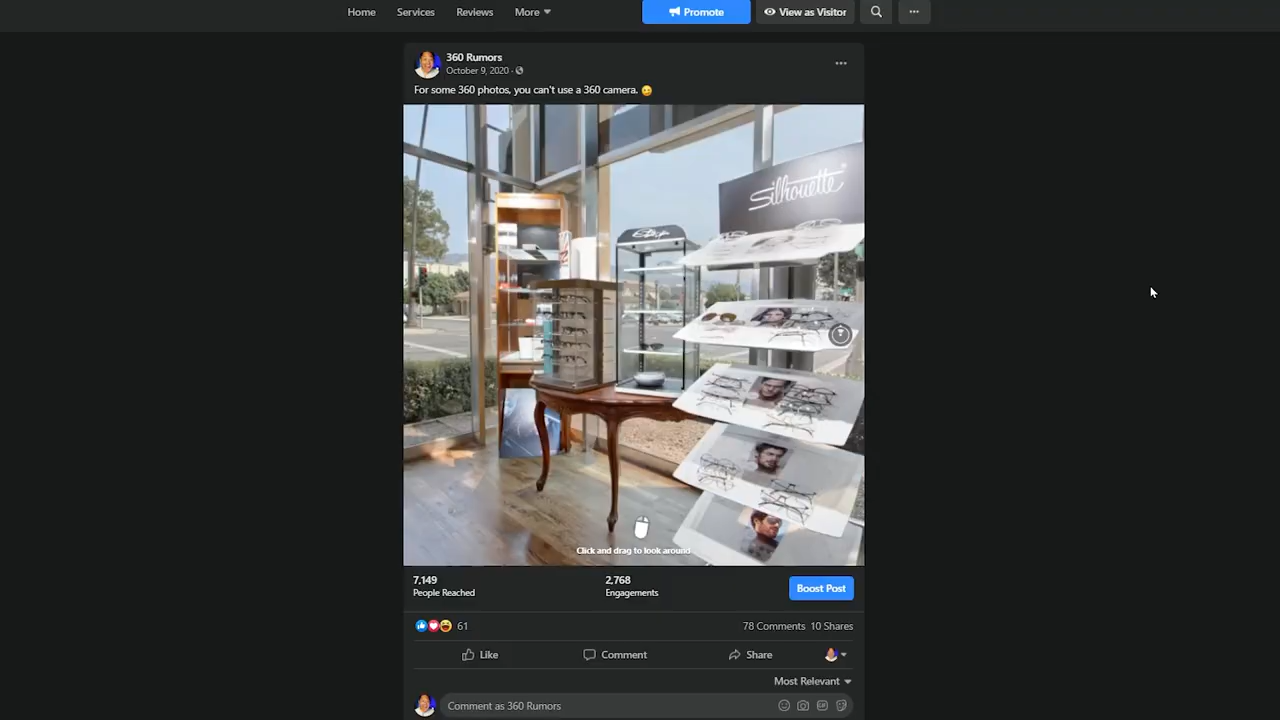 Home Services Reviews More
Promote View as Visitor
360 Rumors
October 9, 2020
For some 360 photos, you can't use a 360 camera. 😉
Silhouette
Click and drag to look around
7,149 2,768
People Reached Engagements Boost Post
61 78 Comments 10 Shares
Like Comment Share
Most Relevant
Comment as 360 Rumors